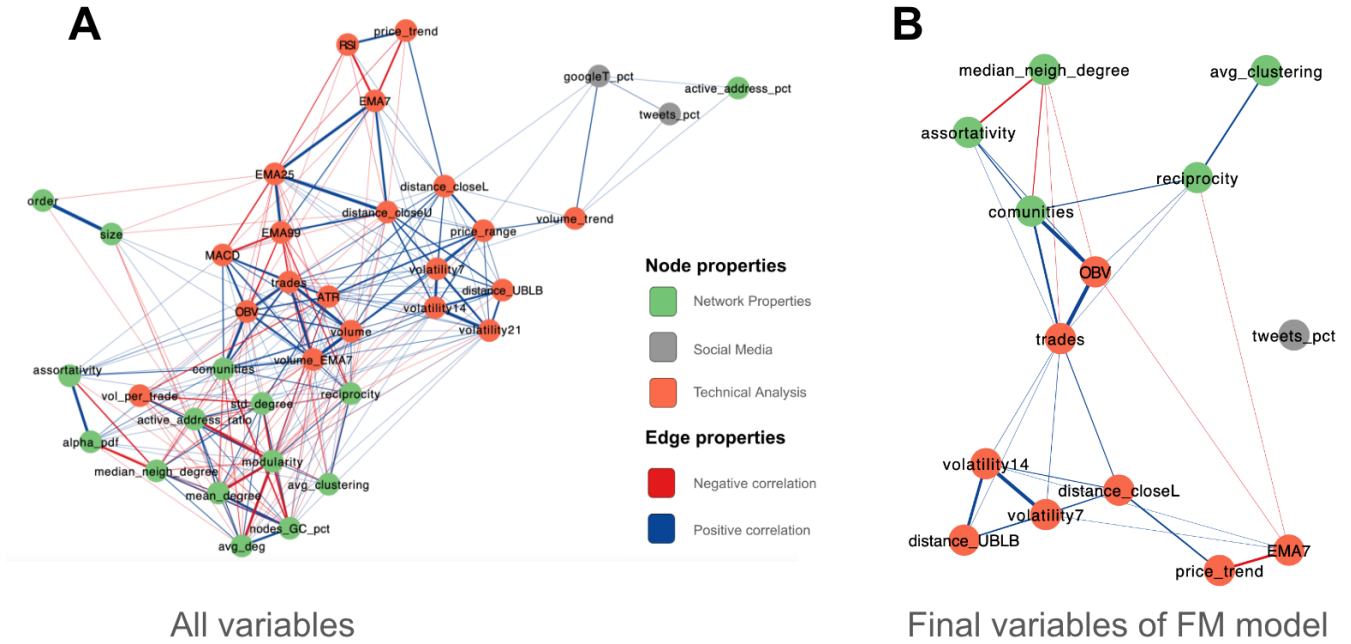 A
B
price_trend
RSI
googleT_pct
active_address_pct
EMA7
tweets_pct
EMA25
distance_closeL
order
distance_closeU
volume_trend
size
EMA99
price_range
MACD
volatility7
trades
distance_UBLB
ATR
OBV
volatility14
volume
volatility21
volume_EMA7
assortativity
comunities
vol_per_trade
reciprocity
std_degree
active_address_ratio
alpha_pdf
modularity
median_neigh_degree
avg_clustering
mean_degree
nodes_GC_pct
avg_deg
Node properties
Network Properties
Social Media
Technical Analysis
Edge properties
Negative correlation
Positive correlation
median_neigh_degree
avg_clustering
assortativity
reciprocity
comunities
OBV
tweets_pct
trades
volatility14
distance_closeL
volatility7
distance_UBLB
EMA7
price_trend
All variables
Final variables of FM model